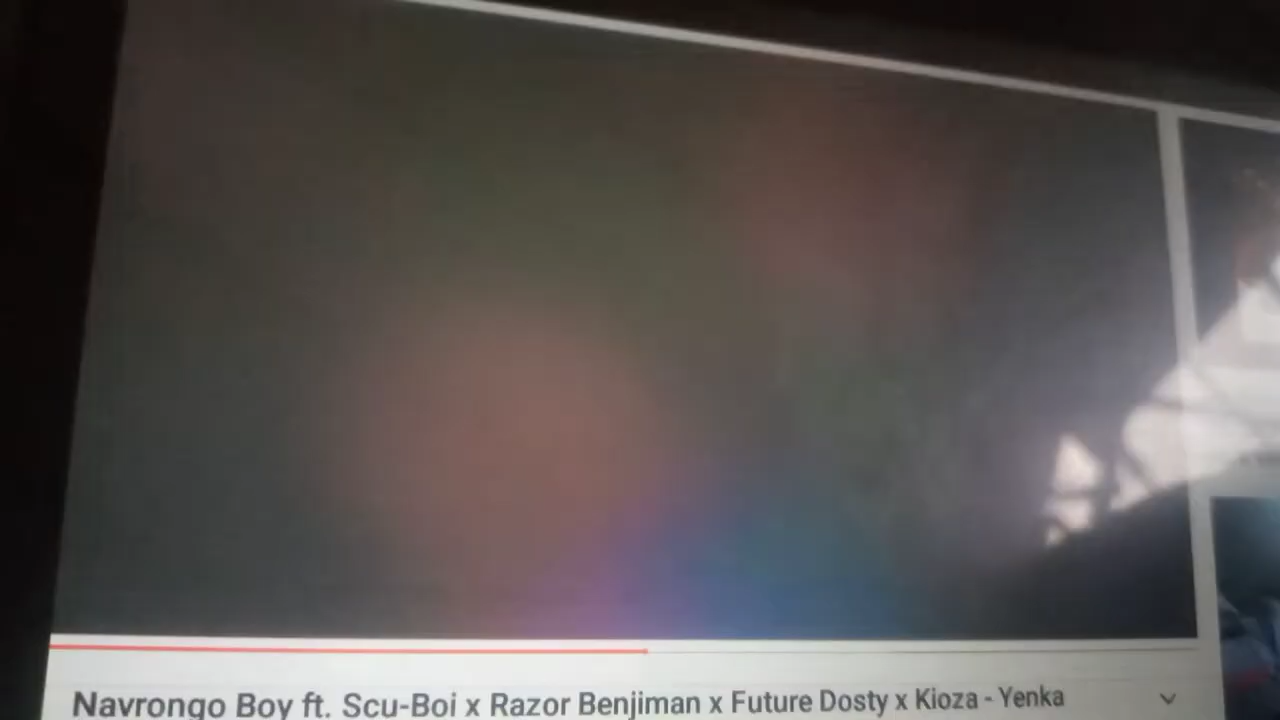 Navrongo Boy ft. Scu-Boi x Razor Benjiman x Future Dosty x Kioza - Yenka